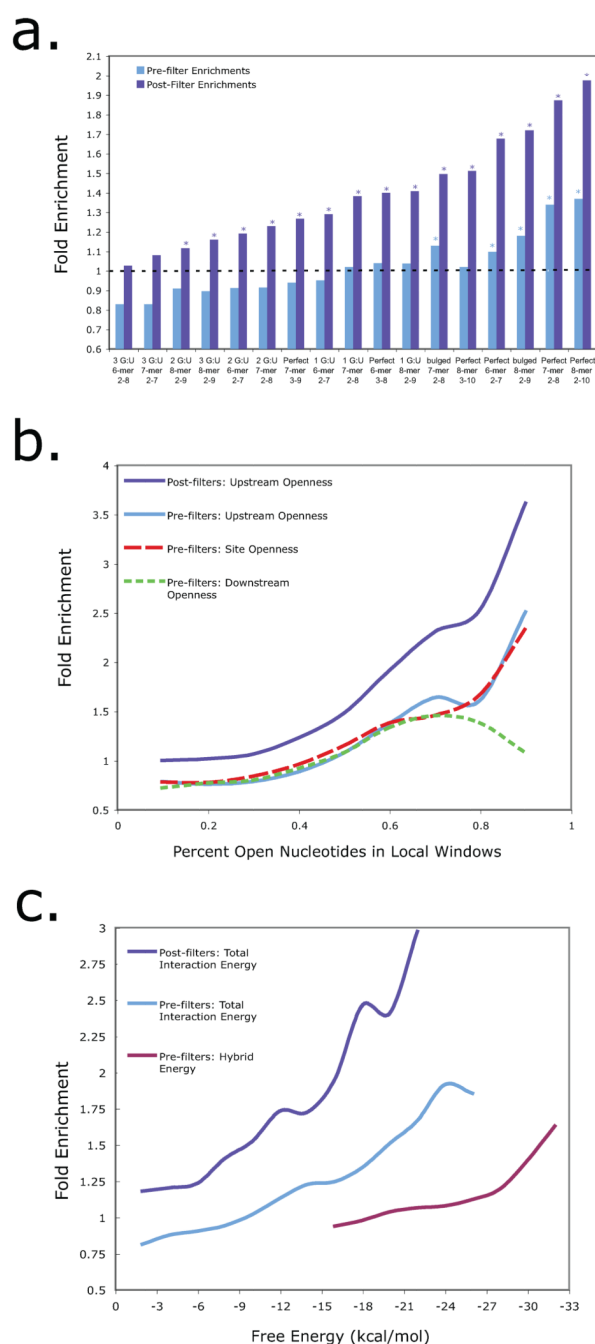 a.
2.1
2
1.9
1.8
1.7
1.6
1.5
1.4
1.3
1.2
1.1
1
0.9
0.8
0.7
0.6
Fold Enrichment
Pre-filter Enrichments
Post-Filter Enrichments
* * * * * * * * * * * * * * *
* * * * *
3 G:U 3 G:U 2 G:U 3 G:U 2 G:U 2 G:U Perfect 1 G:U 1 G:U Perfect 1 G:U bulged Perfect Perfect bulged Perfect Perfect
6-mer 7-mer 8-mer 8-mer 6-mer 7-mer 7-mer 6-mer 7-mer 6-mer 8-mer 7-mer 8-mer 6-mer 8-mer 7-mer 8-mer
2-8 2-7 2-9 2-9 2-7 2-8 3-9 2-7 2-8 3-8 2-9 2-8 3-10 2-7 2-9 2-8 2-10
b.
4
3.5
3
2.5
2
1.5
1
0.5
Fold Enrichment
Post-filters: Upstream Openness
Pre-filters: Upstream Openness
Pre-filters: Site Openness
Pre-filters: Downstream
Openness
0 0.2 0.4 0.6 0.8 1
Percent Open Nucleotides in Local Windows
c.
3
2.75
2.5
2.25
2
1.75
1.5
1.25
1
0.75
0.5
Fold Enrichment
Post-filters: Total
Interaction Energy
Pre-filters: Total
Interaction Energy
Pre-filters: Hybrid
Energy
0 -3 -6 -9 -12 -15 -18 -21 -24 -27 -30 -33
Free Energy (kcal/mol)